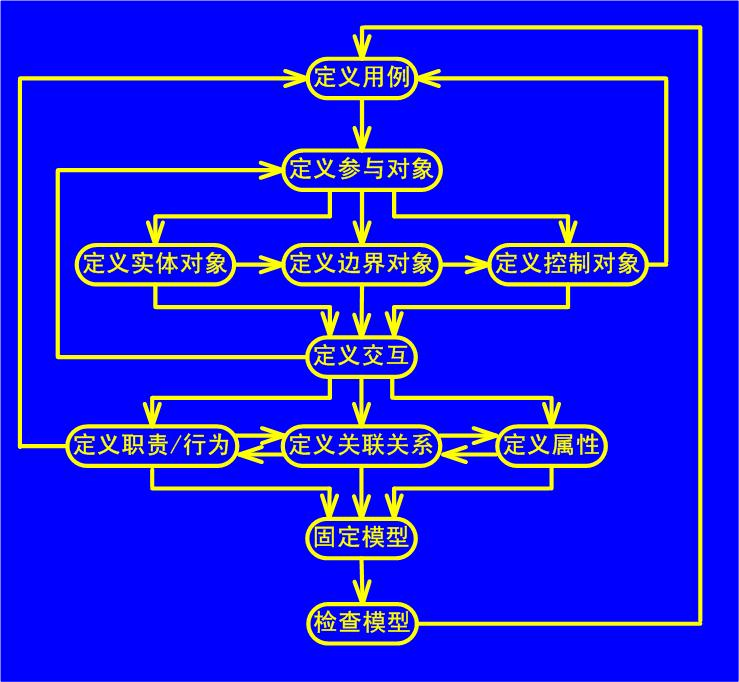 定义用例
定义参与对象
定义实体对象
定义边界对象
定义控制对象
定义交互
定义职责/行为
定义关联关系
定义属性
固定模型
检查模型